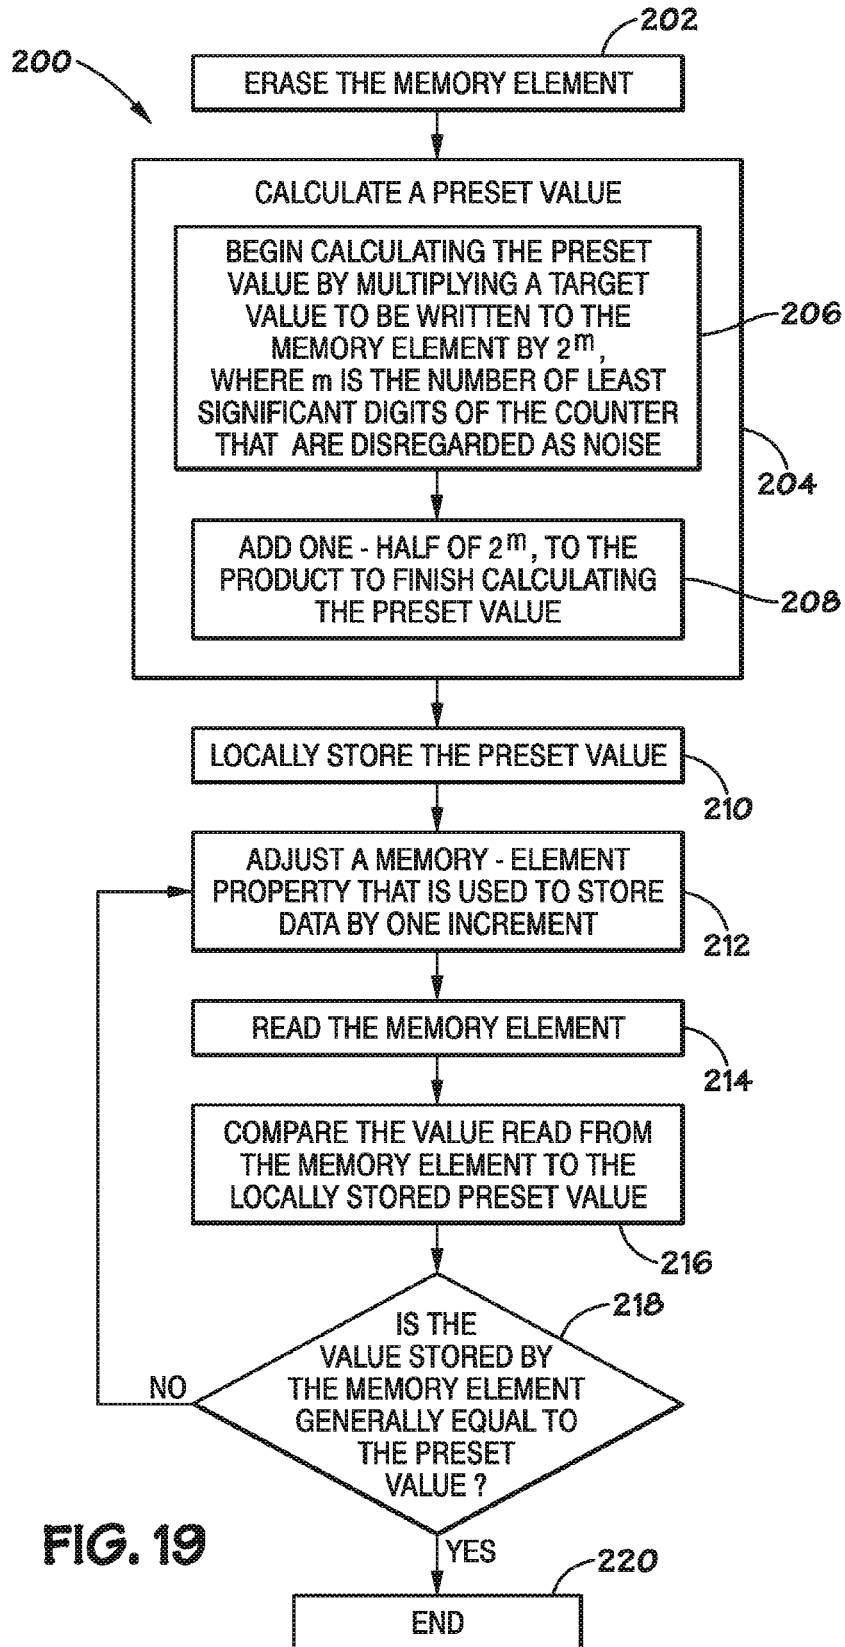 202
200
ERASE THE MEMORY ELEMENT
CALCULATE A PRESET VALUE
BEGIN CALCULATING THE PRESET
VALUE BY MULTIPLYING A TARGET
VALUE TO BE WRITTEN TO THE
MEMORY ELEMENT BY 2^m,
WHERE m IS THE NUMBER OF LEAST
SIGNIFICANT DIGITS OF THE COUNTER
THAT ARE DISREGARDED AS NOISE
206
204
ADD ONE - HALF OF 2^m, TO THE
PRODUCT TO FINISH CALCULATING
THE PRESET VALUE
208
LOCALLY STORE THE PRESET VALUE
210
ADJUST A MEMORY - ELEMENT
PROPERTY THAT IS USED TO STORE
DATA BY ONE INCREMENT
212
READ THE MEMORY ELEMENT
214
COMPARE THE VALUE READ FROM
THE MEMORY ELEMENT TO THE
LOCALLY STORED PRESET VALUE
216
218
IS THE
VALUE STORED BY
THE MEMORY ELEMENT
GENERALLY EQUAL TO
THE PRESET
VALUE ?
NO
YES
FIG. 19
220
END